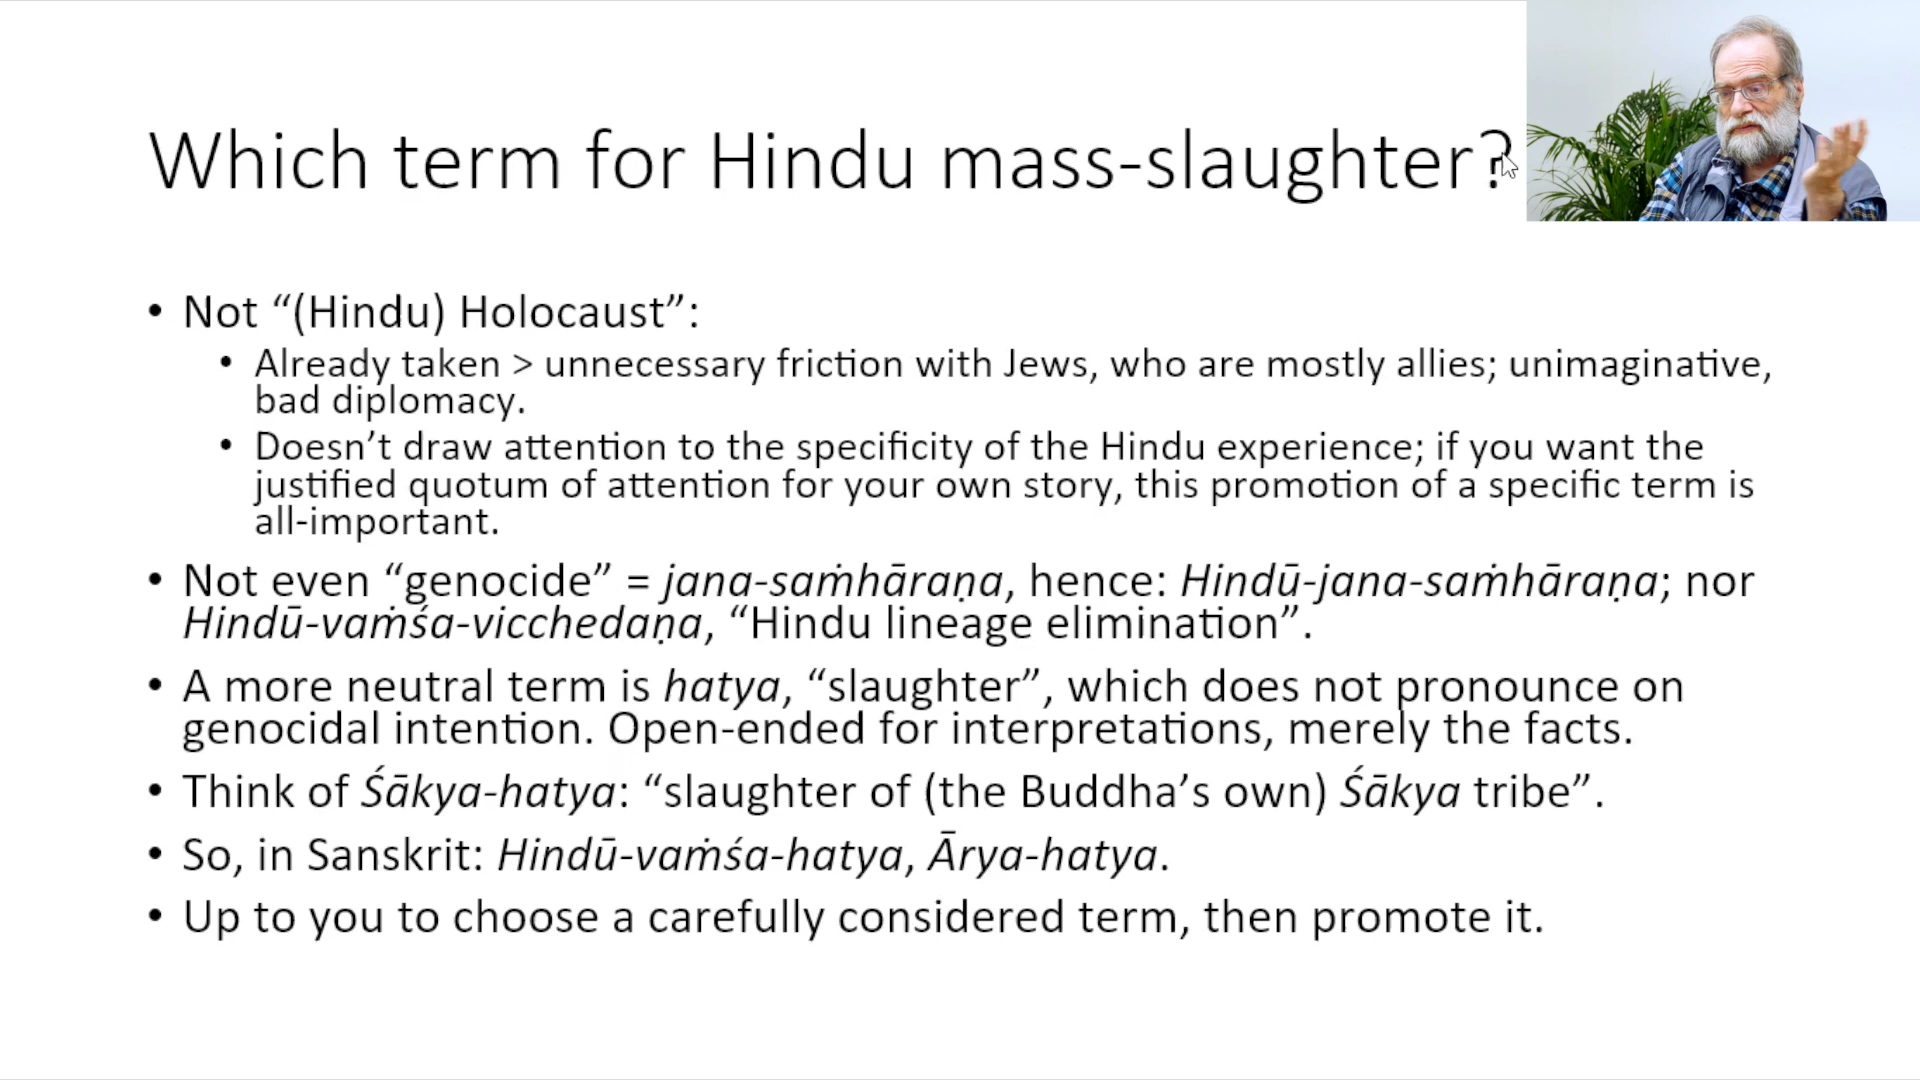 Which term for Hindu mass-slaughter?
• Not “(Hindu) Holocaust”:
• Already taken > unnecessary friction with Jews, who are mostly allies; unimaginative,
bad diplomacy.
• Doesn’t draw attention to the specificity of the Hindu experience; if you want the
justified quotum of attention for your own story, this promotion of a specific term is
all-important.
• Not even “genocide” = jana-saṁhāraṇa, hence: Hindū-jana-saṁhāraṇa; nor
Hindū-vaṁśa-vicchedaṇa, “Hindu lineage elimination”.
• A more neutral term is hatya, “slaughter”, which does not pronounce on
genocidal intention. Open-ended for interpretations, merely the facts.
• Think of Śākya-hatya: “slaughter of (the Buddha’s own) Śākya tribe”.
• So, in Sanskrit: Hindū-vaṁśa-hatya, Ārya-hatya.
• Up to you to choose a carefully considered term, then promote it.